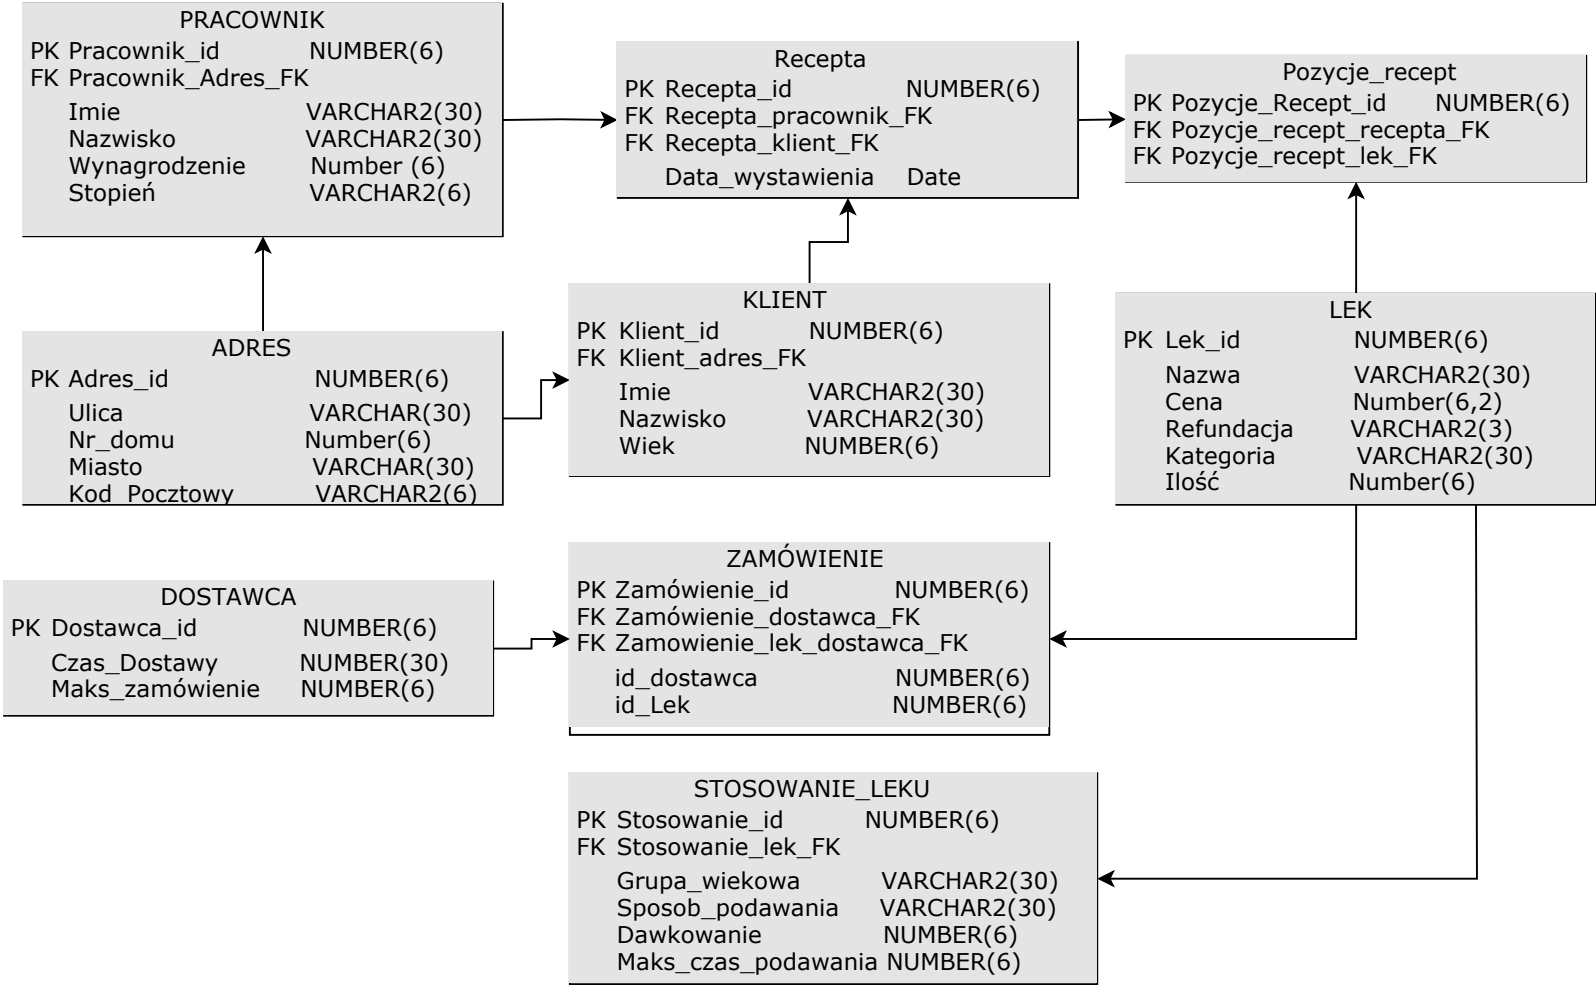 PRACOWNIK
PK Pracownik_id NUMBER(6)
FK Pracownik_Adres_FK
Imie VARCHAR2(30)
Nazwisko VARCHAR2(30)
Wynagrodzenie Number (6)
Stopień VARCHAR2(6)
Recepta
PK Recepta_id NUMBER(6)
FK Recepta_pracownik_FK
FK Recepta_klient_FK
Data_wystawienia Date
Pozycje_recept
PK Pozycje_Recept_id NUMBER(6)
FK Pozycje_recept_recepta_FK
FK Pozycje_recept_lek_FK
ADRES
PK Adres_id NUMBER(6)
Ulica VARCHAR(30)
Nr_domu Number(6)
Miasto VARCHAR(30)
Kod_Pocztowy VARCHAR2(6)
KLIENT
PK Klient_id NUMBER(6)
FK Klient_adres_FK
Imie VARCHAR2(30)
Nazwisko VARCHAR2(30)
Wiek NUMBER(6)
LEK
PK Lek_id NUMBER(6)
Nazwa VARCHAR2(30)
Cena Number(6,2)
Refundacja VARCHAR2(3)
Kategoria VARCHAR2(30)
Ilość Number(6)
DOSTAWCA
PK Dostawca_id NUMBER(6)
Czas_Dostawy NUMBER(30)
Maks_zamówienie NUMBER(6)
ZAMÓWIENIE
PK Zamówienie_id NUMBER(6)
FK Zamówienie_dostawca_FK
FK Zamowienie_lek_dostawca_FK
id_dostawca NUMBER(6)
id_Lek NUMBER(6)
STOSOWANIE_LEKU
PK Stosowanie_id NUMBER(6)
FK Stosowanie_lek_FK
Grupa_wiekowa VARCHAR2(30)
Sposob_podawania VARCHAR2(30)
Dawkowanie NUMBER(6)
Maks_czas_podawania NUMBER(6)